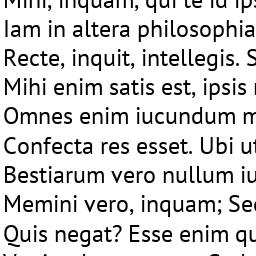 Mihi, inquam, qui te id ip
Iam in altera philosophia
Recte, inquit, intellegis. S
Mihi enim satis est, ipsis
Omnes enim iucundum m
Confecta res esset. Ubi ut
Bestiarum vero nullum iu
Memini vero, inquam; Sed
Quis negat? Esse enim qu